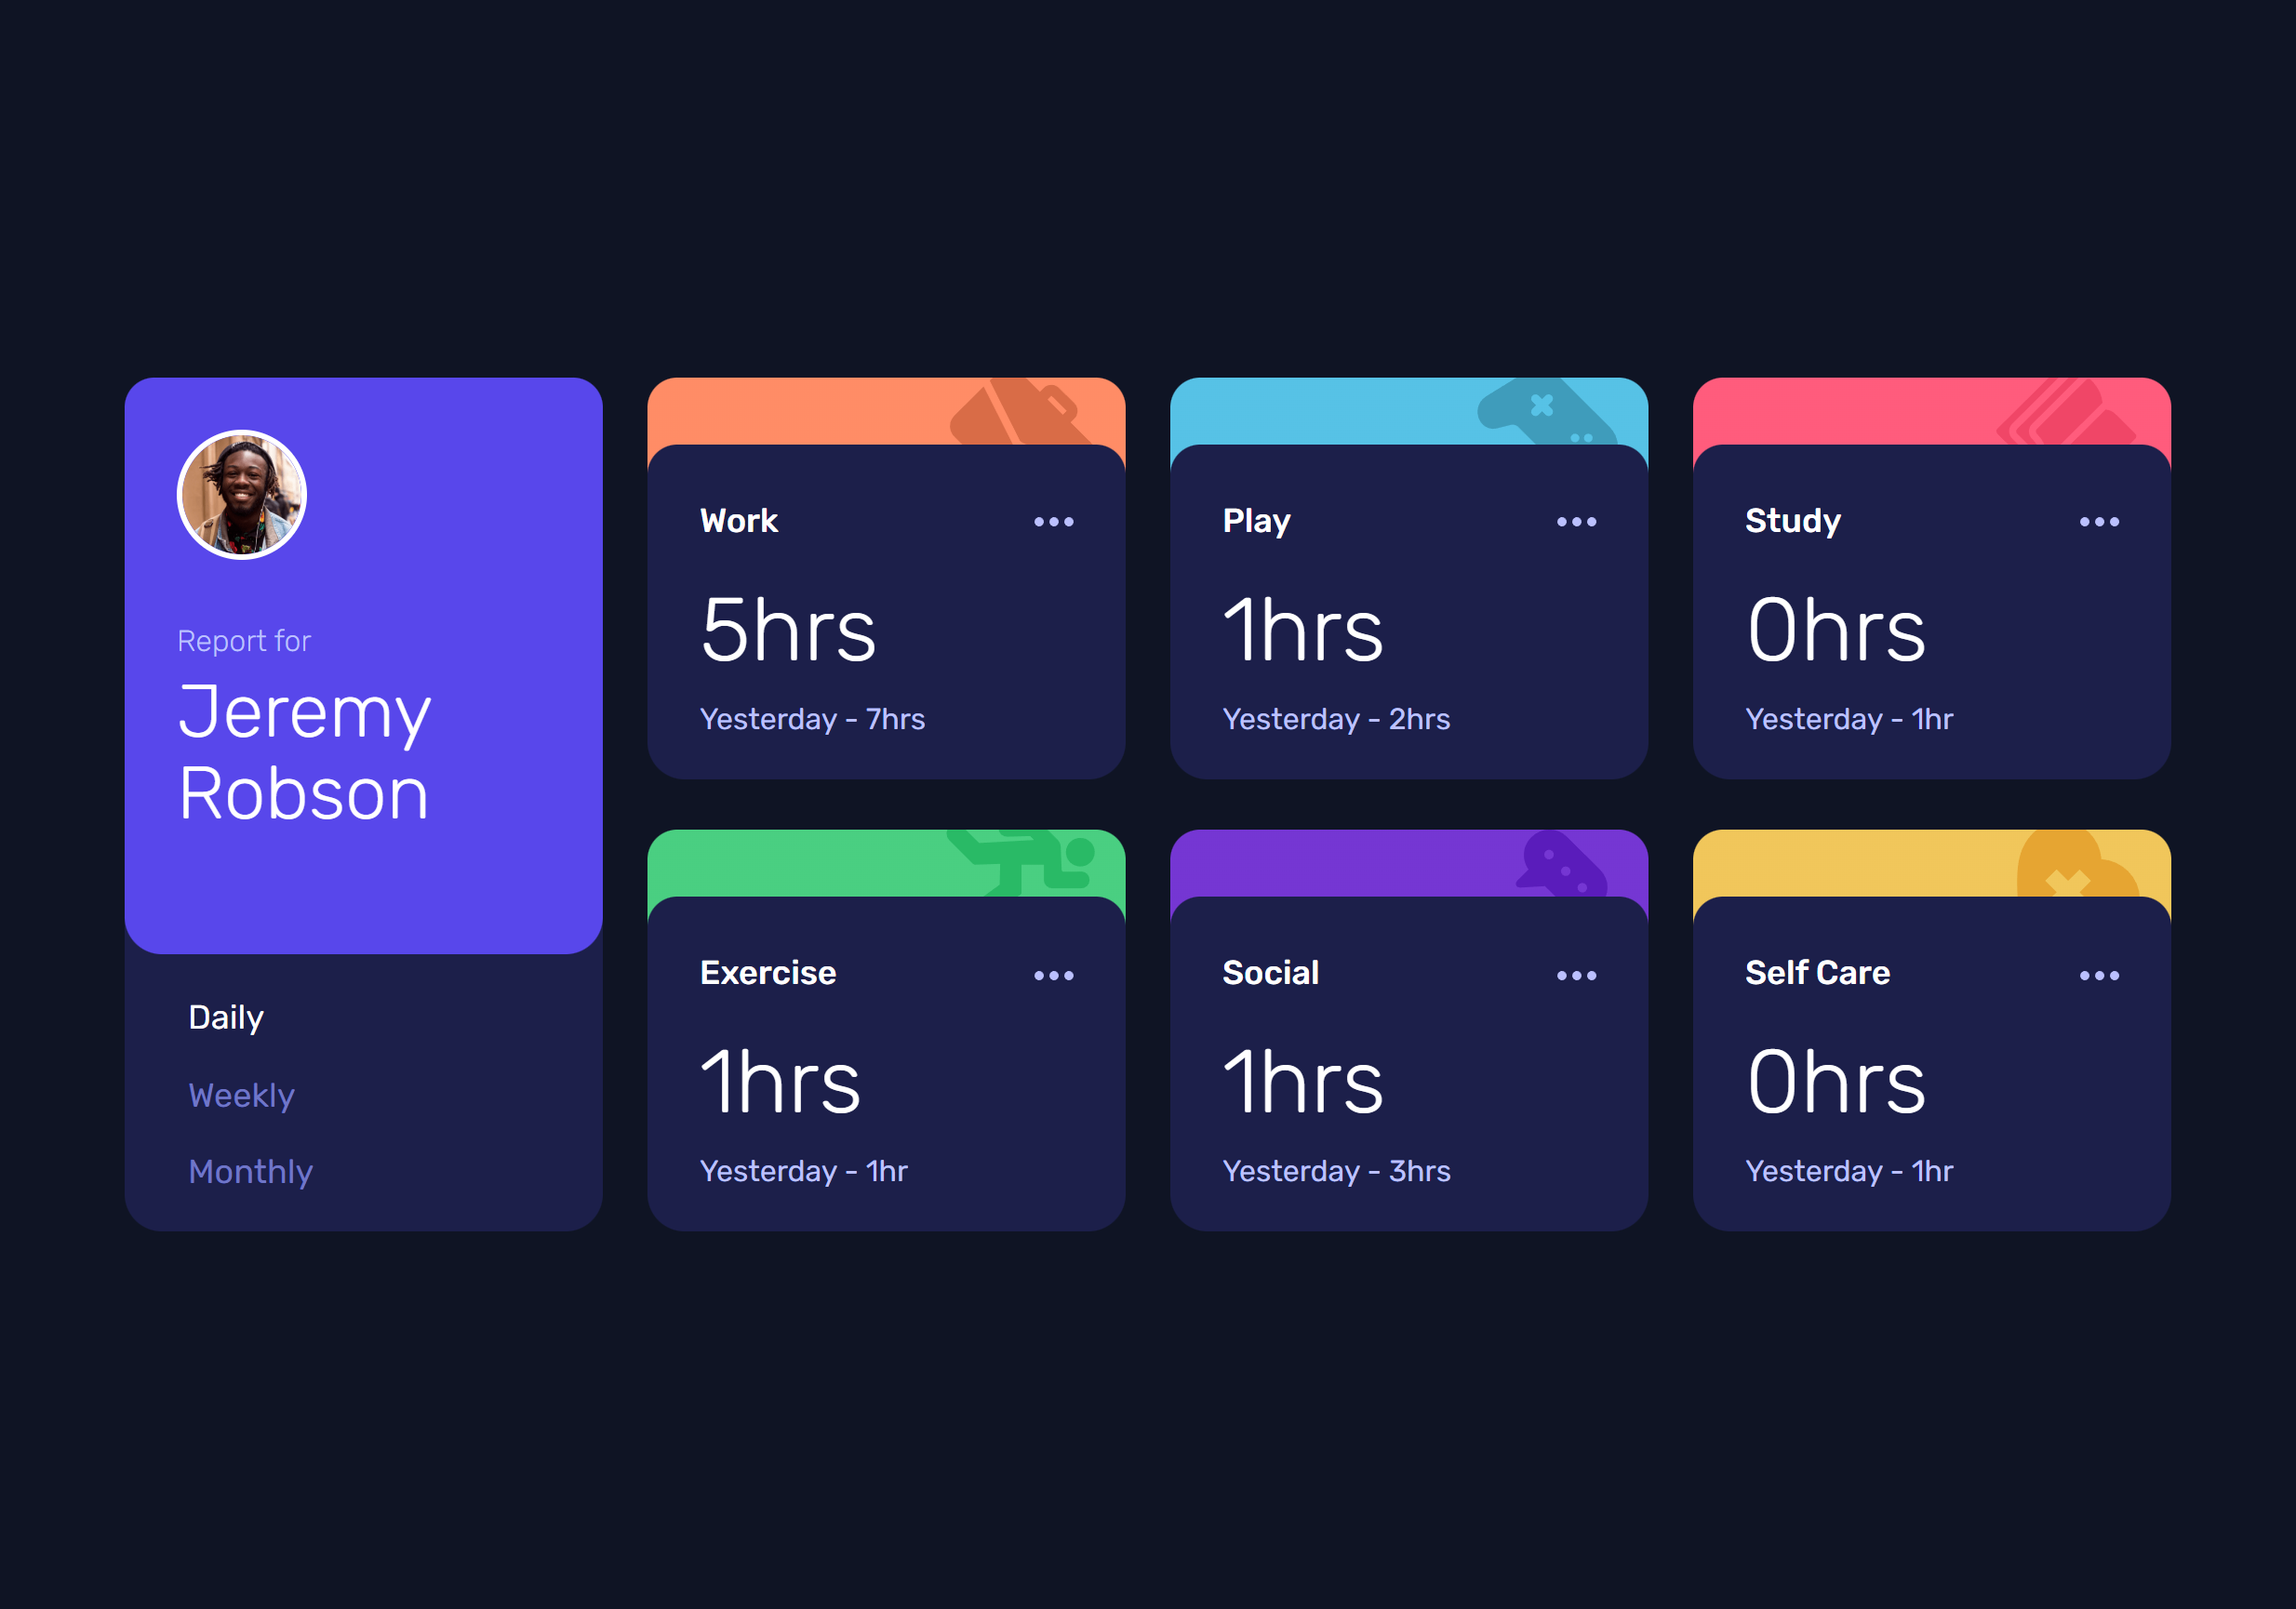 Report for
Jeremy
Robson
Daily
Weekly
Monthly
Work
5hrs
Yesterday - 7hrs
Play
1hrs
Yesterday - 2hrs
Study
0hrs
Yesterday - 1hr
Exercise
1hrs
Yesterday - 1hr
Social
1hrs
Yesterday - 3hrs
Self Care
0hrs
Yesterday - 1hr